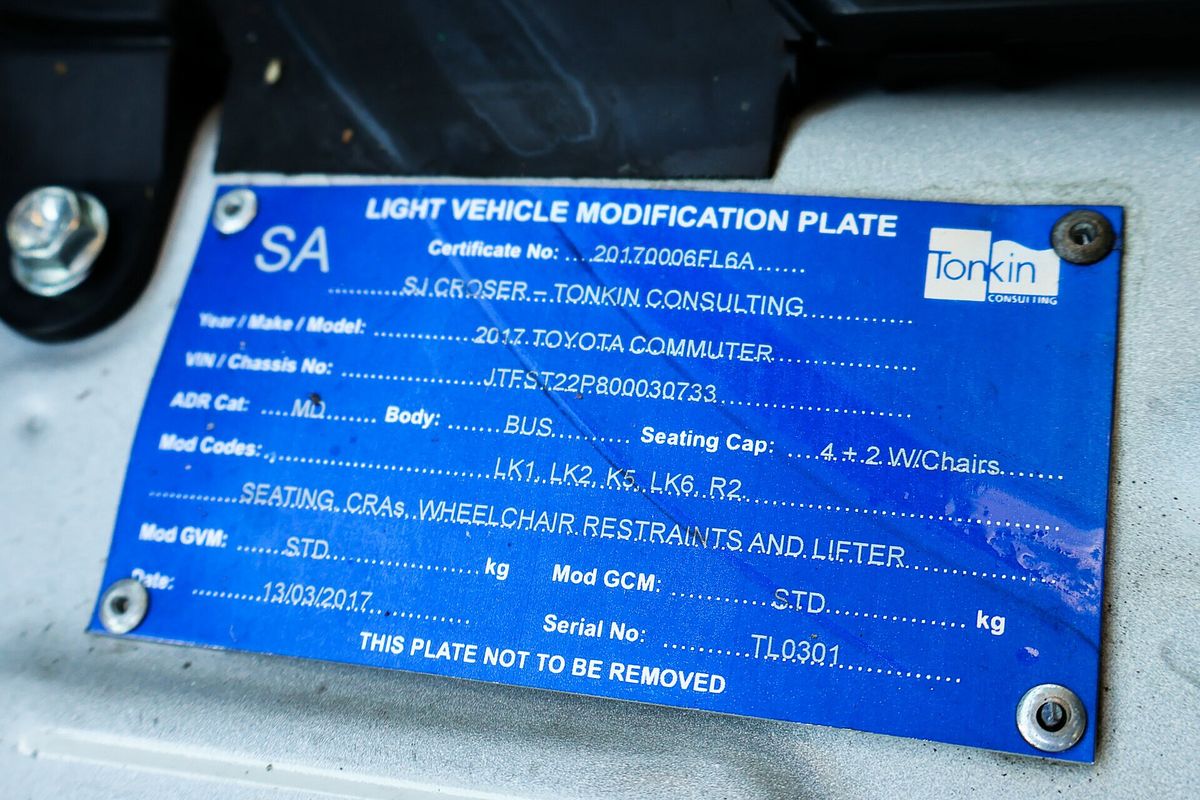 LIGHT VEHICLE MODIFICATION PLATE
SA
Certificate No: ...20170006FL6A......
Tonkin
CONSULTING
SJ CROSER – TONKIN CONSULTING
Year / Make / Model: 2017 TOYOTA COMMUTER
VIN / Chassis No: JTFST22P800030733
ADR Cat: MD Body: BUS Seating Cap: 4 + 2 W/Chairs
Mod Codes: LK1, LK2, K5, LK6, R2
SEATING, CRAs, WHEELCHAIR RESTRAINTS AND LIFTER
Mod GVM: STD kg Mod GCM: STD kg
Date: 13/03/2017 Serial No: TL0301
THIS PLATE NOT TO BE REMOVED